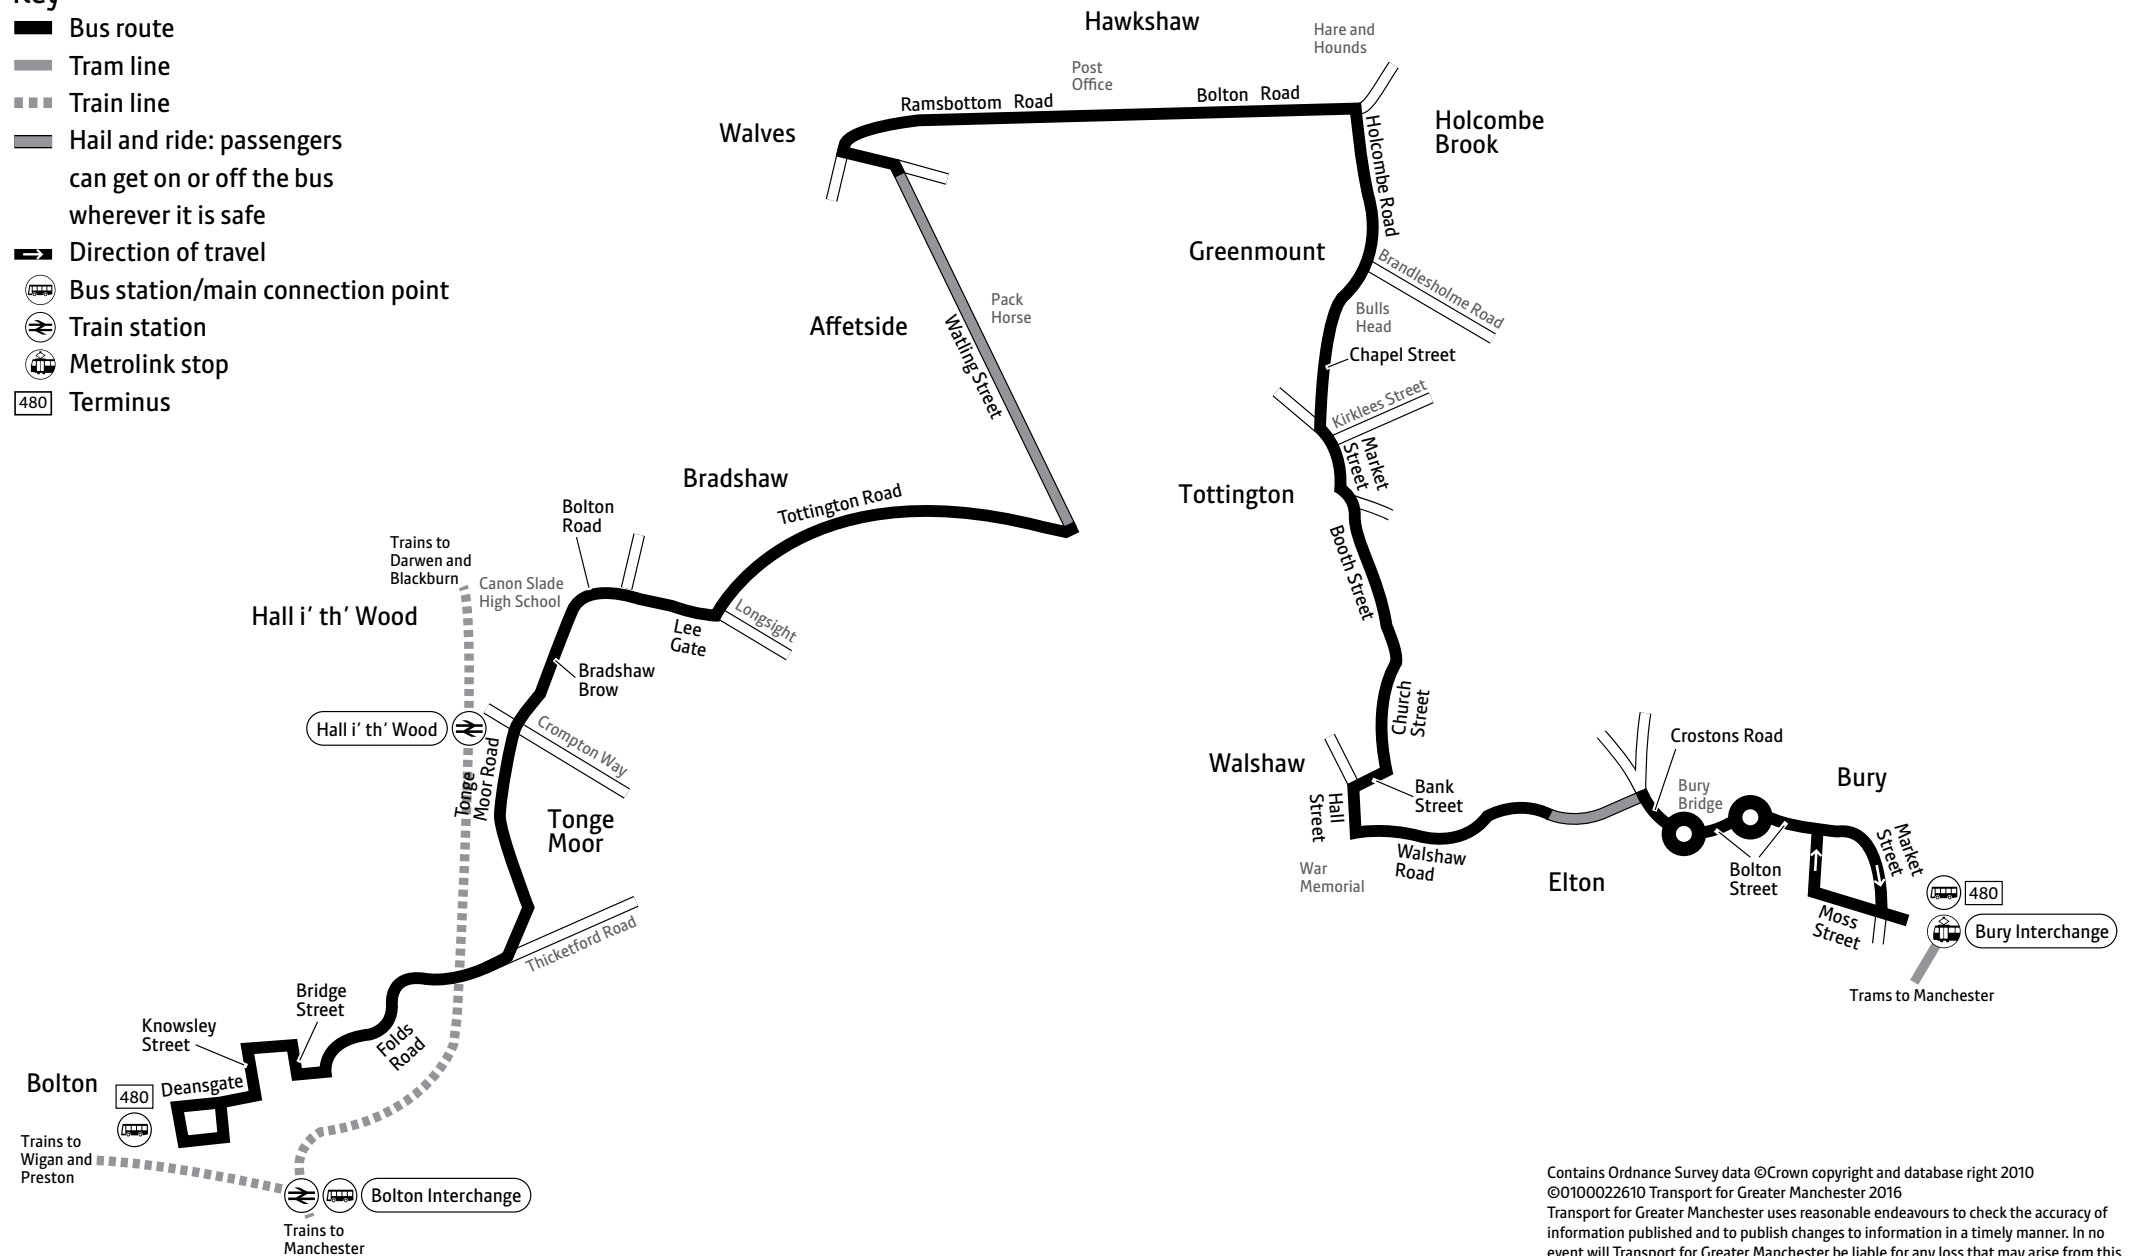 Key
Bus route
Tram line
Train line
Hail and ride: passengers
can get on or off the bus
wherever it is safe
Direction of travel
Bus station/main connection point
Train station
Metrolink stop
480 Terminus
Hawkshaw
Hare and
Hounds
Post
Office
Ramsbottom Road
Bolton Road
Walves
Holcombe
Brook
Holcombe Road
Greenmount
Brandlesholme Road
Pack
Horse
Bulls
Head
Affetside
Watling Street
Chapel Street
Kirklees Street
Market
Street
Bradshaw
Tottington Road
Tottington
Bolton
Road
Booth Street
Trains to
Darwen and
Blackburn
Canon Slade
High School
Hall i' th' Wood
Longsight
Lee
Gate
Bradshaw
Brow
Church
Street
Hall i' th' Wood
Crompton Way
Tonge
Moor Road
Tonge
Moor
Walshaw
Bank
Street
Hall
Street
Crostons Road
Bury
Bury
Bridge
Walshaw
Road
War
Memorial
Elton
Bolton
Street
Market
Street
Moss
Street
480
Bury Interchange
Trams to Manchester
Thicketford Road
Bridge
Street
Knowsley
Street
Folds
Road
Bolton
480
Deansgate
Trains to
Wigan and
Preston
Bolton Interchange
Trains to
Manchester
Contains Ordnance Survey data ©Crown copyright and database right 2010
©0100022610 Transport for Greater Manchester 2016
Transport for Greater Manchester uses reasonable endeavours to check the accuracy of
information published and to publish changes to information in a timely manner. In no
event will Transport for Greater Manchester be liable for any loss that may arise from this